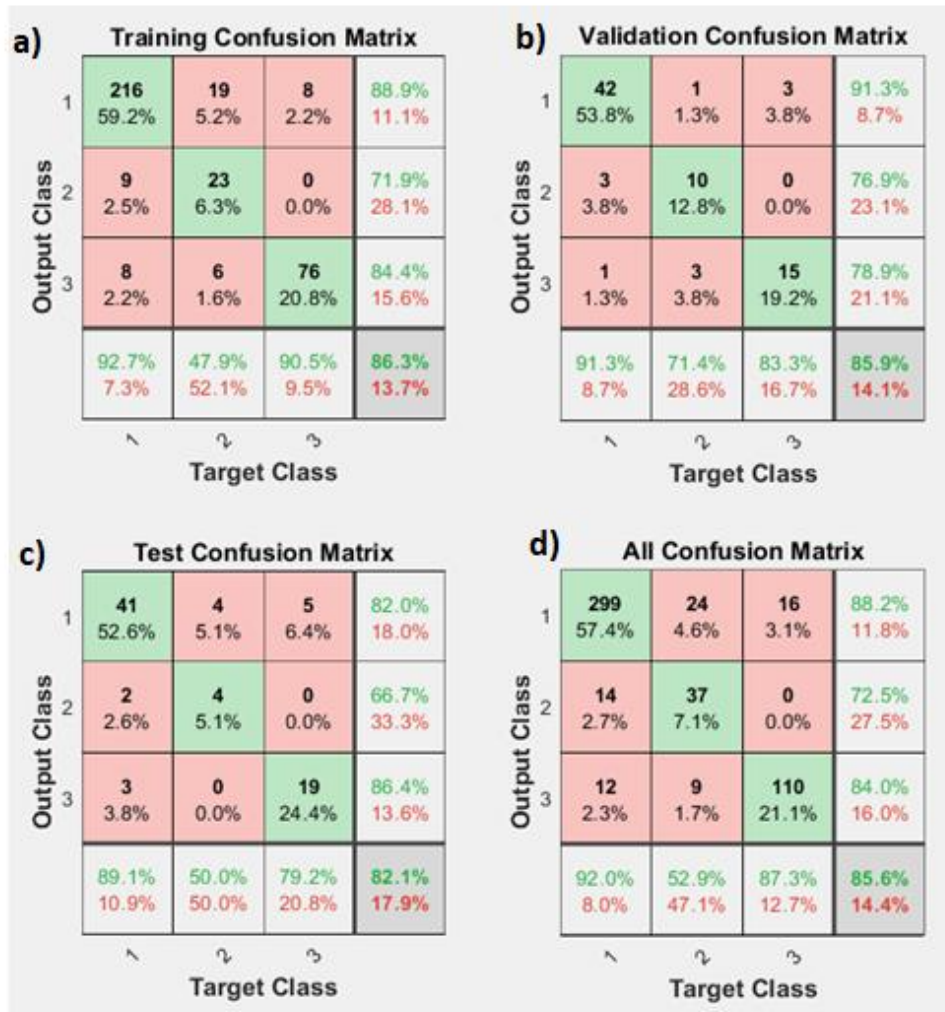 a) Training Confusion Matrix
216 19 8 88.9%
1
59.2% 5.2% 2.2% 11.1%
9 23 0 71.9%
2
2.5% 6.3% 0.0% 28.1%
8 6 76 84.4%
3
2.2% 1.6% 20.8% 15.6%
92.7% 47.9% 90.5% 86.3%
7.3% 52.1% 9.5% 13.7%
1 2 3
Target Class
Output Class
b) Validation Confusion Matrix
42 1 3 91.3%
1
53.8% 1.3% 3.8% 8.7%
3 10 0 76.9%
2
3.8% 12.8% 0.0% 23.1%
1 3 15 78.9%
3
1.3% 3.8% 19.2% 21.1%
91.3% 71.4% 83.3% 85.9%
8.7% 28.6% 16.7% 14.1%
1 2 3
Target Class
Output Class
c) Test Confusion Matrix
41 4 5 82.0%
1
52.6% 5.1% 6.4% 18.0%
2 4 0 66.7%
2
2.6% 5.1% 0.0% 33.3%
3 0 19 86.4%
3
3.8% 0.0% 24.4% 13.6%
89.1% 50.0% 79.2% 82.1%
10.9% 50.0% 20.8% 17.9%
1 2 3
Target Class
Output Class
d) All Confusion Matrix
299 24 16 88.2%
1
57.4% 4.6% 3.1% 11.8%
14 37 0 72.5%
2
2.7% 7.1% 0.0% 27.5%
12 9 110 84.0%
3
2.3% 1.7% 21.1% 16.0%
92.0% 52.9% 87.3% 85.6%
8.0% 47.1% 12.7% 14.4%
1 2 3
Target Class
Output Class